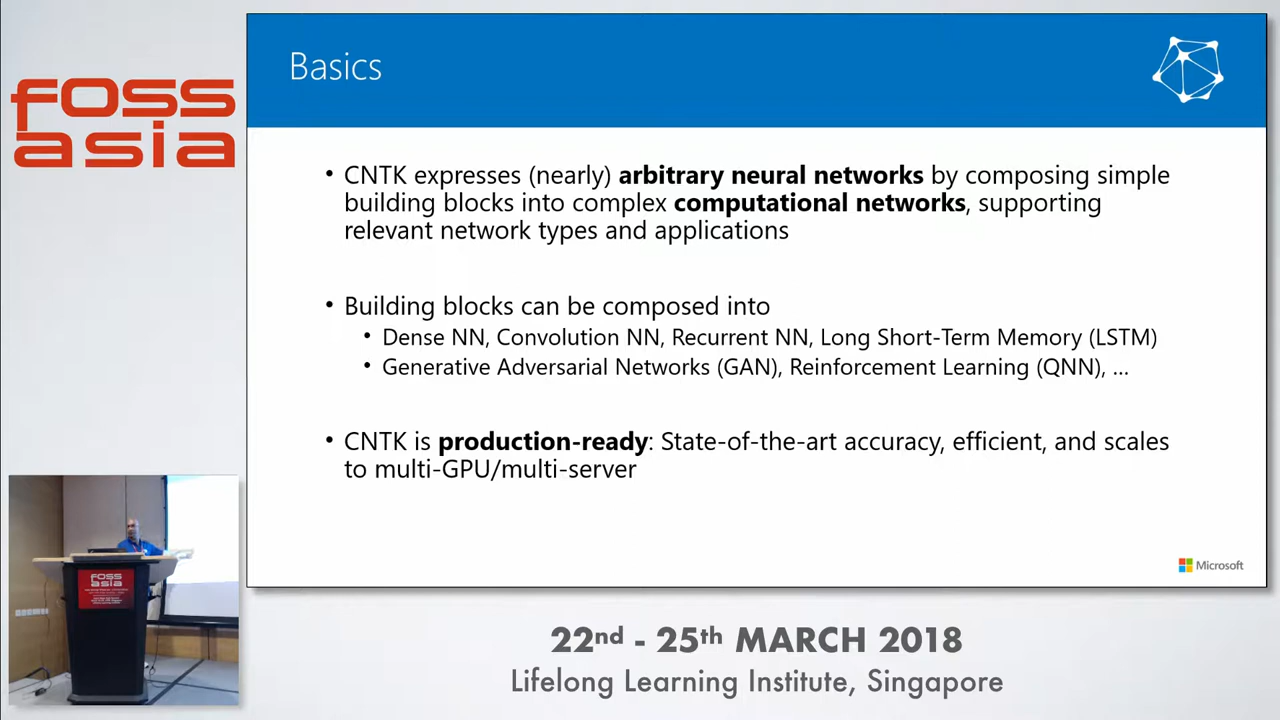 FOSS
asia
Basics
• CNTK expresses (nearly) arbitrary neural networks by composing simple
building blocks into complex computational networks, supporting
relevant network types and applications
• Building blocks can be composed into
• Dense NN, Convolution NN, Recurrent NN, Long Short-Term Memory (LSTM)
• Generative Adversarial Networks (GAN), Reinforcement Learning (QNN), ...
• CNTK is production-ready: State-of-the-art accuracy, efficient, and scales
to multi-GPU/multi-server
Microsoft
FOSS
asia
22nd - 25th MARCH 2018
Lifelong Learning Institute, Singapore